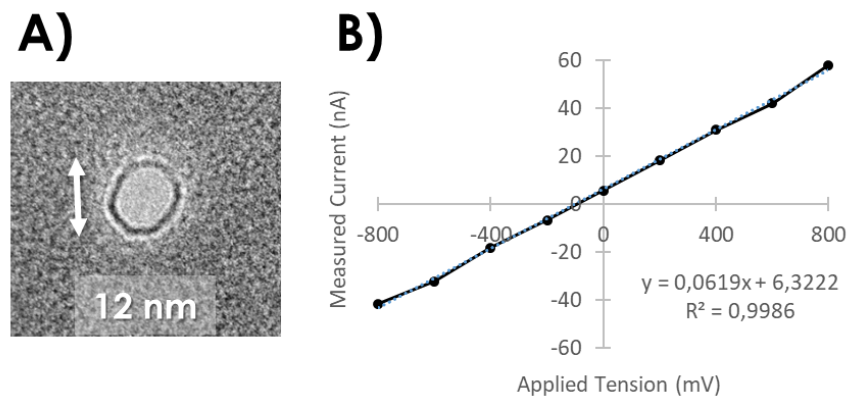 A)
B)
12 nm
Measured Current (nA)
60
40
20
0
-20
-40
-60
-800
-400
0
400
800
y = 0,0619x + 6,3222
R² = 0,9986
Applied Tension (mV)